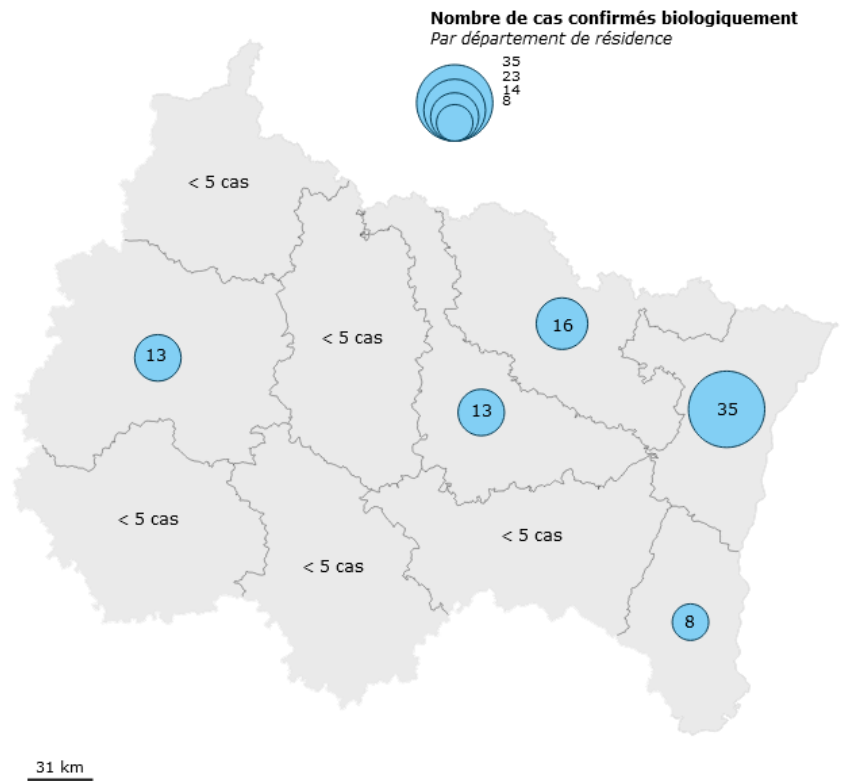 Nombre de cas confirmés biologiquement
Par département de résidence
35
23
14
8
< 5 cas
16
< 5 cas
13
13
35
< 5 cas
< 5 cas
< 5 cas
8
31 km